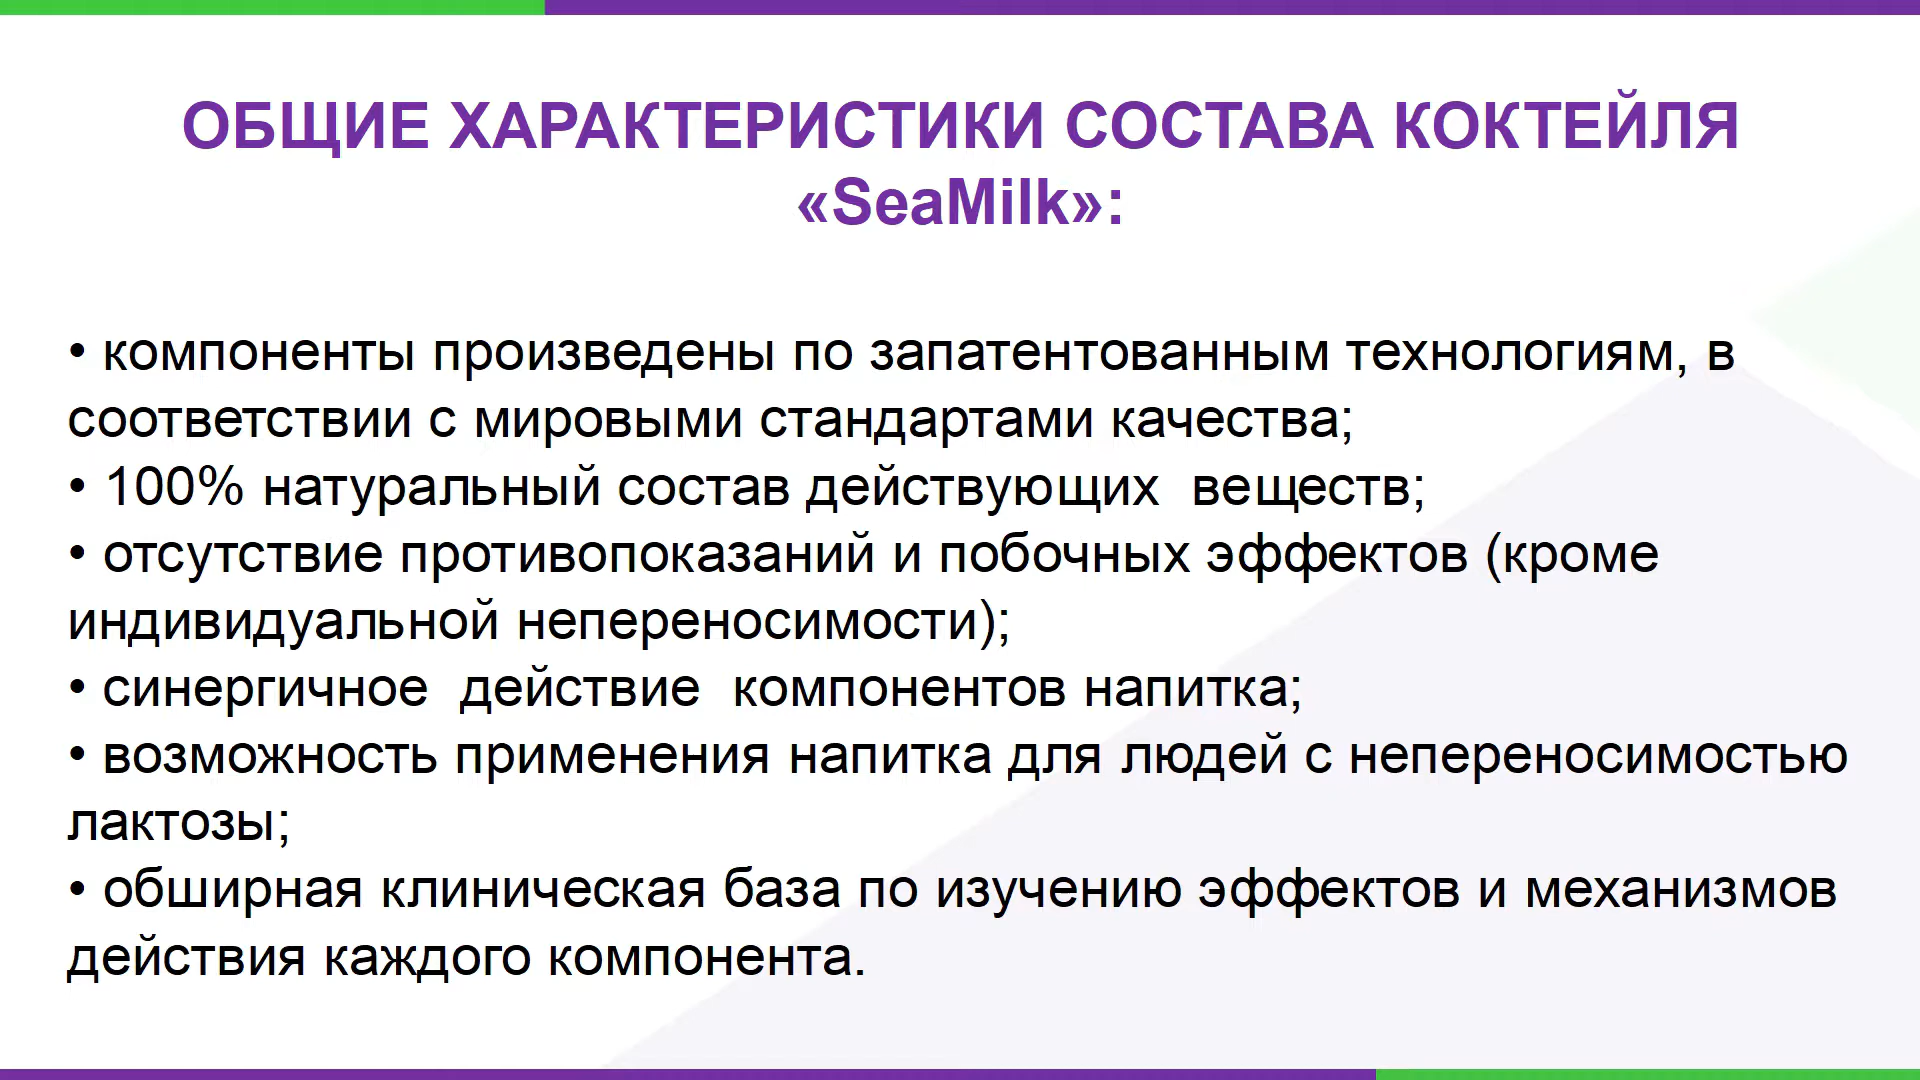 ОБЩИЕ ХАРАКТЕРИСТИКИ СОСТАВА КОКТЕЙЛЯ
«SeaMilk»:
• компоненты произведены по запатентованным технологиям, в
соответствии с мировыми стандартами качества;
• 100% натуральный состав действующих  веществ;
• отсутствие противопоказаний и побочных эффектов (кроме
индивидуальной непереносимости);
• синергичное  действие  компонентов напитка;
• возможность применения напитка для людей с непереносимостью
лактозы;
• обширная клиническая база по изучению эффектов и механизмов
действия каждого компонента.